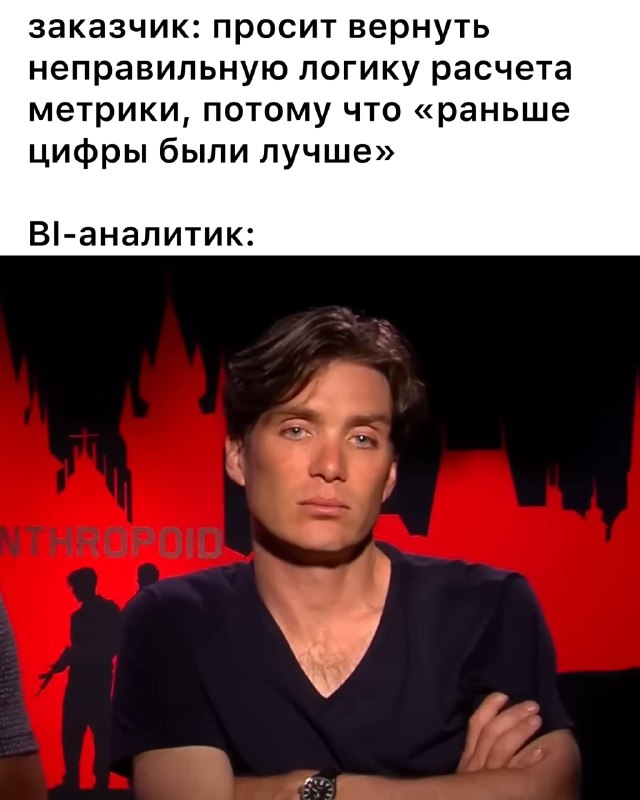 заказчик: просит вернуть
неправильную логику расчета
метрики, потому что «раньше
цифры были лучше»
BI-аналитик:
NTHROPOID